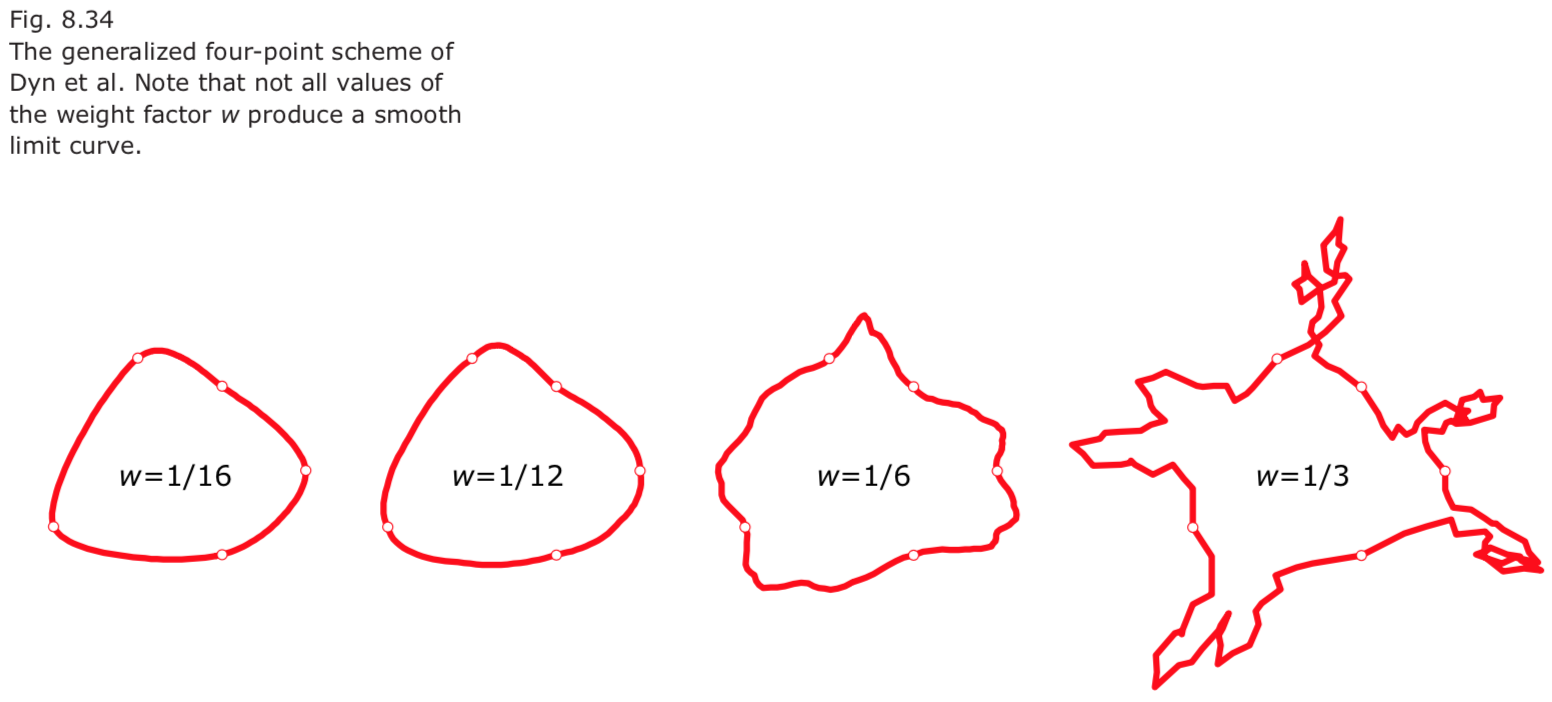 Fig. 8.34
The generalized four-point scheme of
Dyn et al. Note that not all values of
the weight factor w produce a smooth
limit curve.
w=1/16
w=1/12
w=1/6
w=1/3